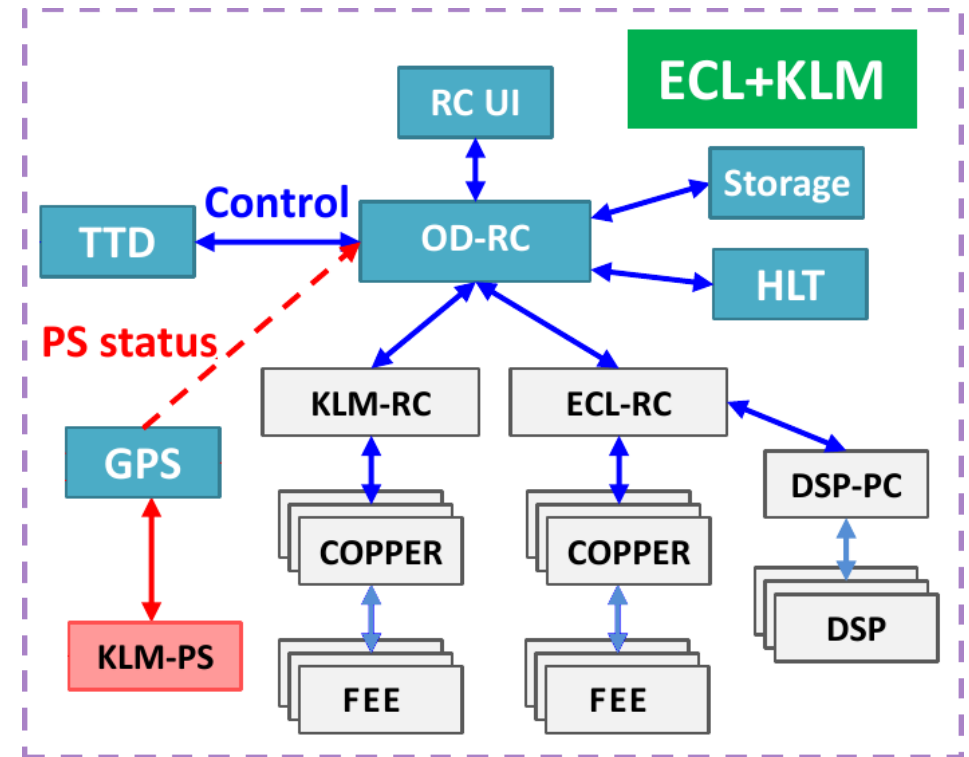 ECL+KLM
RC UI
Storage
Control
TTD
OD-RC
HLT
PS status
KLM-RC
ECL-RC
GPS
DSP-PC
COPPER
COPPER
DSP
KLM-PS
FEE
FEE